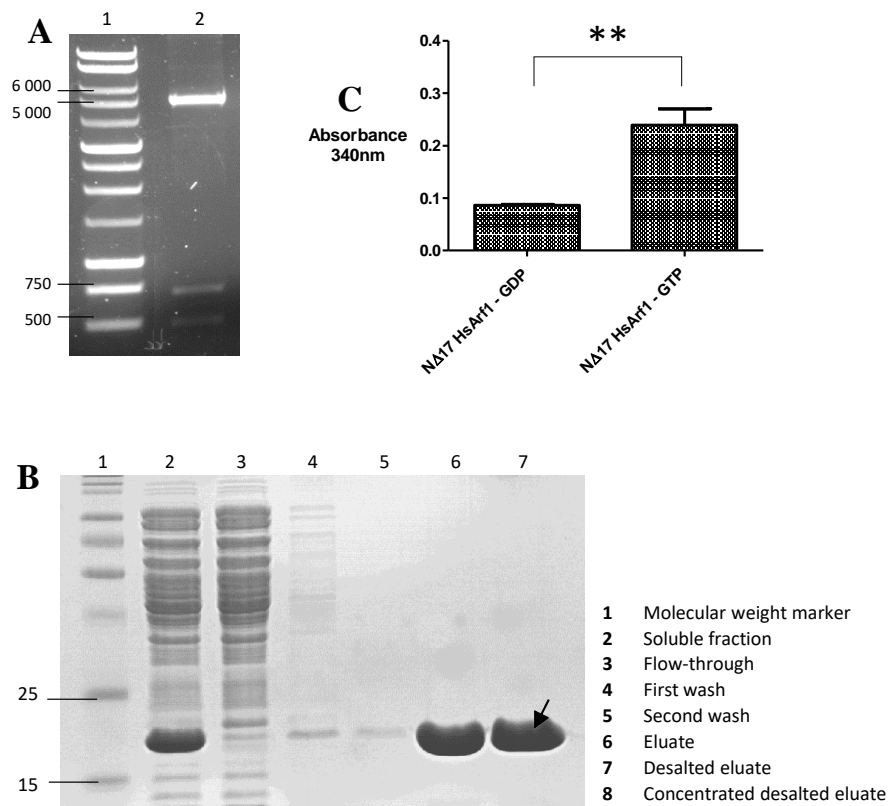 A
1 2
6 000
5 000
750
500
C
Absorbance
340nm
0.4
0.3
0.2
0.1
0.0
**
NΔ17 HsArf1 - GDP
NΔ17 HsArf1 - GTP
B
1 2 3 4 5 6 7
25
15
1 Molecular weight marker
2 Soluble fraction
3 Flow-through
4 First wash
5 Second wash
6 Eluate
7 Desalted eluate
8 Concentrated desalted eluate